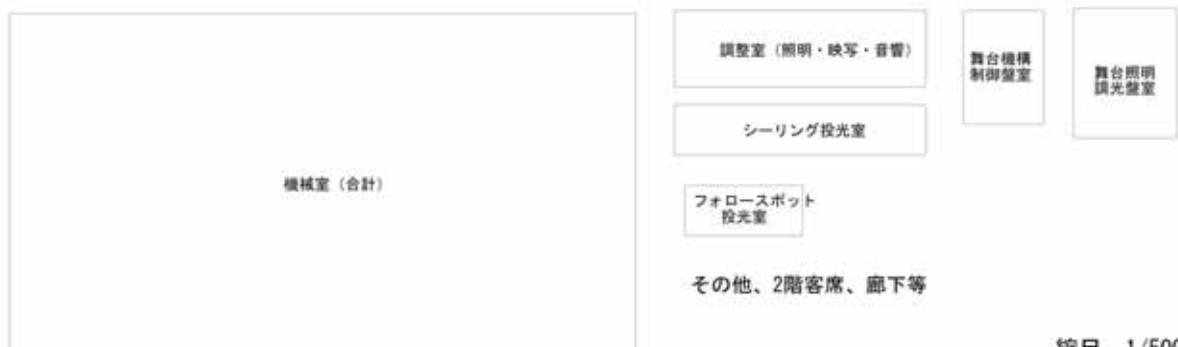 調整室（照明・映写・音響）
舞台機構
制御盤室
舞台照明
調光盤室
シーリング投光室
機械室（合計）
フォロースポット
投光室
その他、2階客席、廊下等
1/500